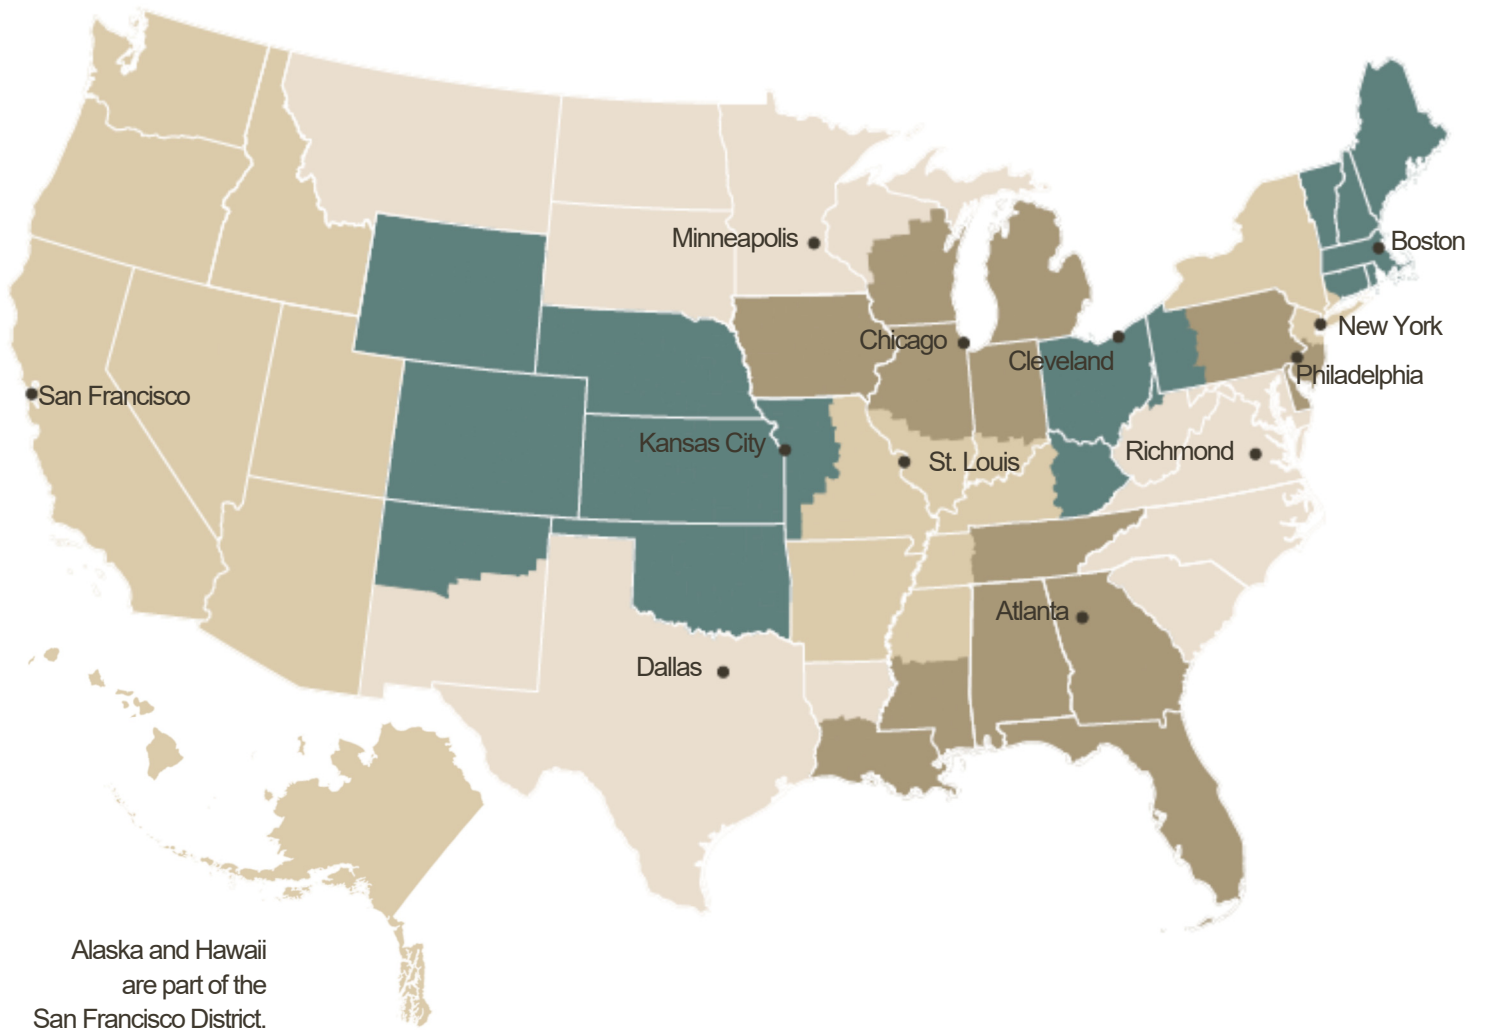 Minneapolis
Boston
New York
Chicago
Cleveland
Philadelphia
San Francisco
Kansas City
St. Louis
Richmond
Atlanta
Dallas
Alaska and Hawaii
are part of the
San Francisco District.